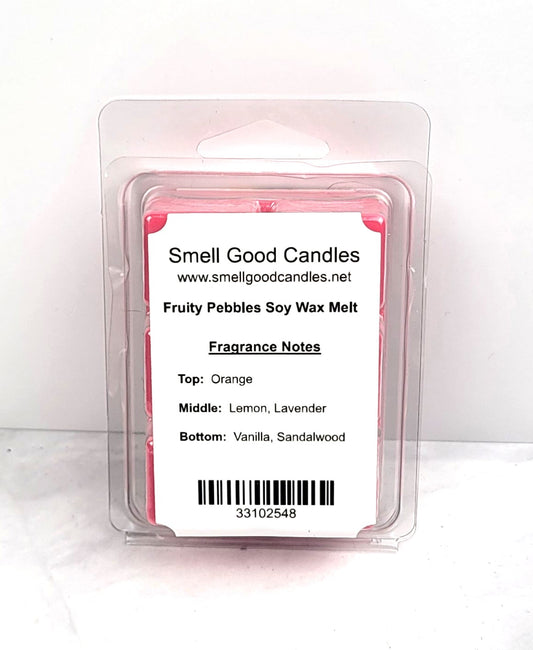 Smell Good Candles
www.smellgoodcandles.net
Fruity Pebbles Soy Wax Melt
Fragrance Notes
Top: Orange
Middle: Lemon, Lavender
Bottom: Vanilla, Sandalwood
33102548